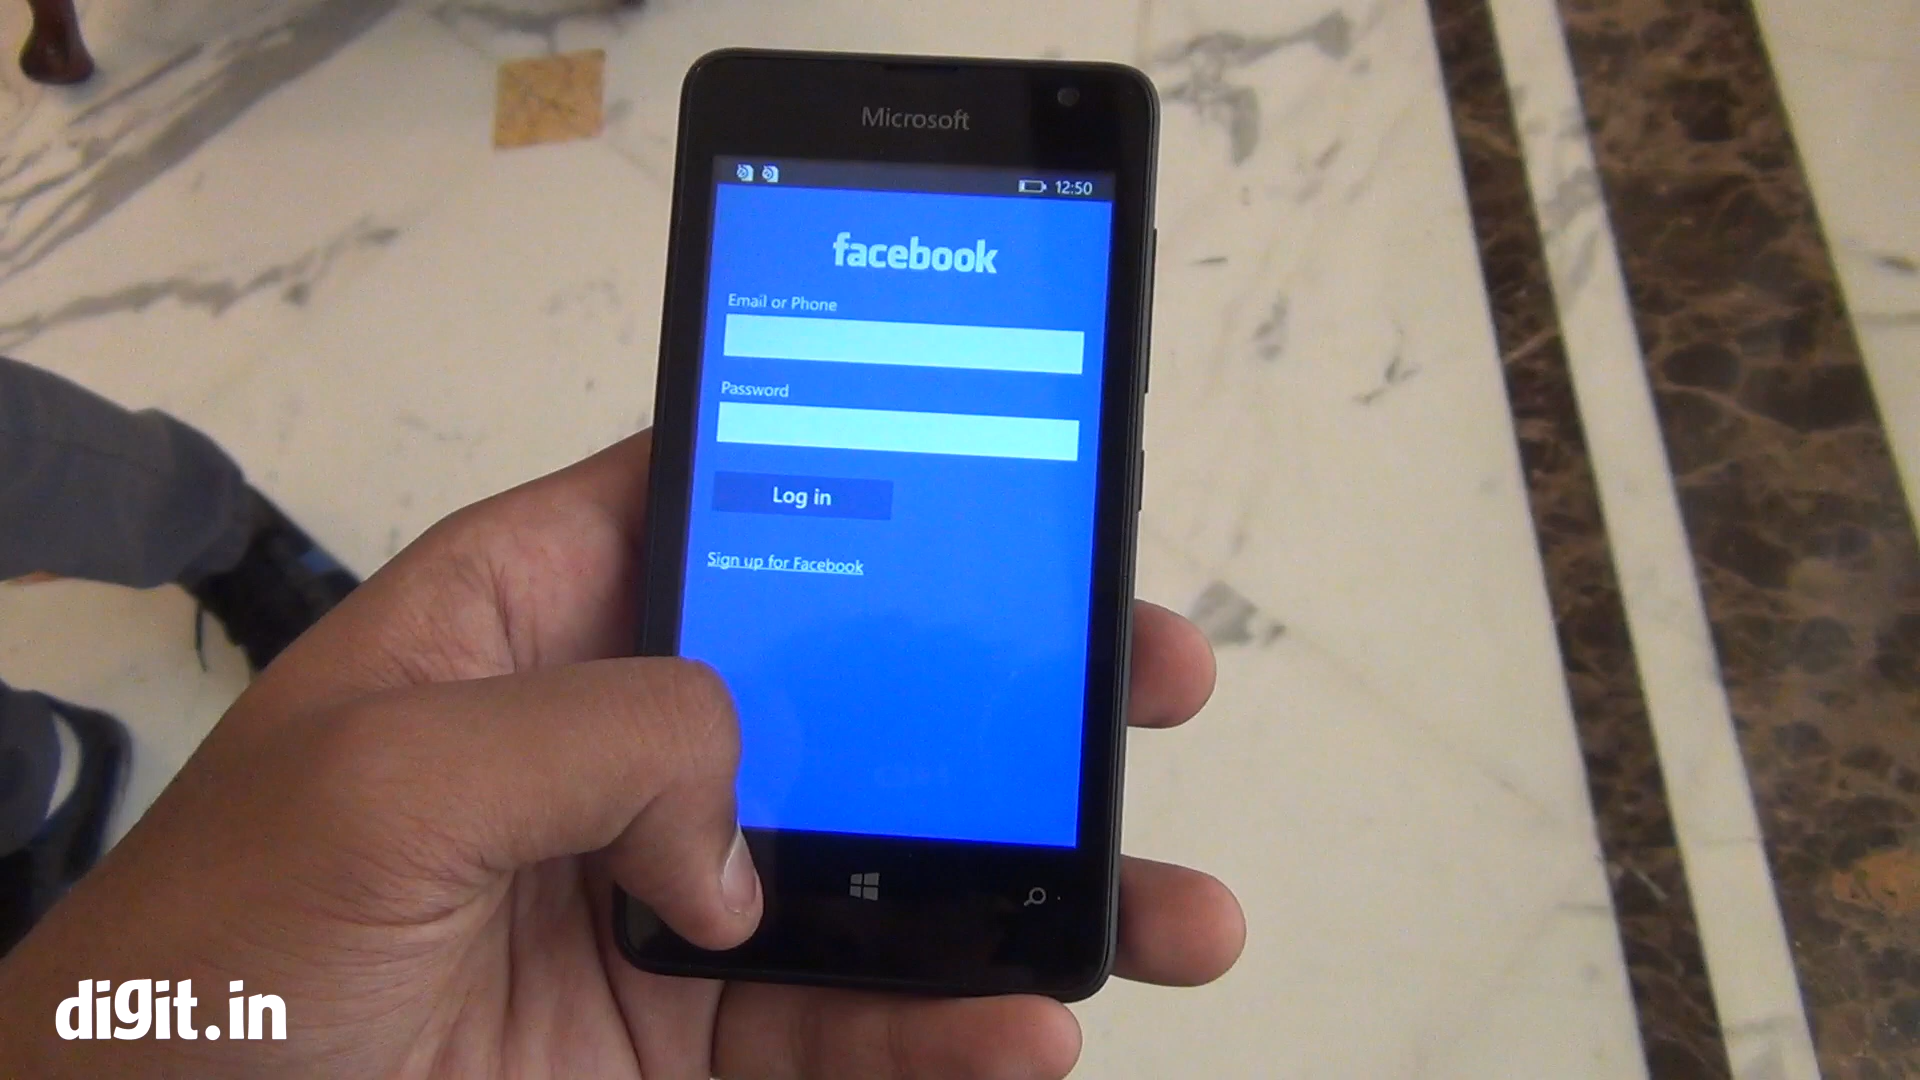 Microsoft
12:50
facebook
Email or Phone
Password
Log in
Sign up for Facebook
digit.in